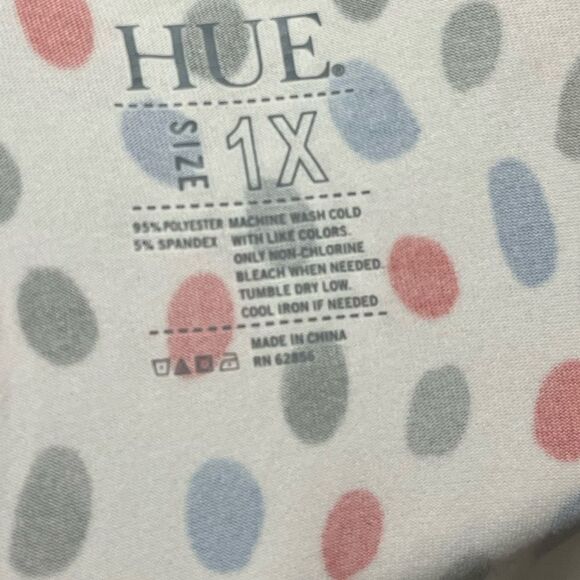 HUE®
SIZE 1X
95% POLYESTER MACHINE WASH COLD
5% SPANDEX WITH LIKE COLORS.
ONLY NON-CHLORINE
BLEACH WHEN NEEDED.
TUMBLE DRY LOW.
COOL IRON IF NEEDED
MADE IN CHINA
RN 62856